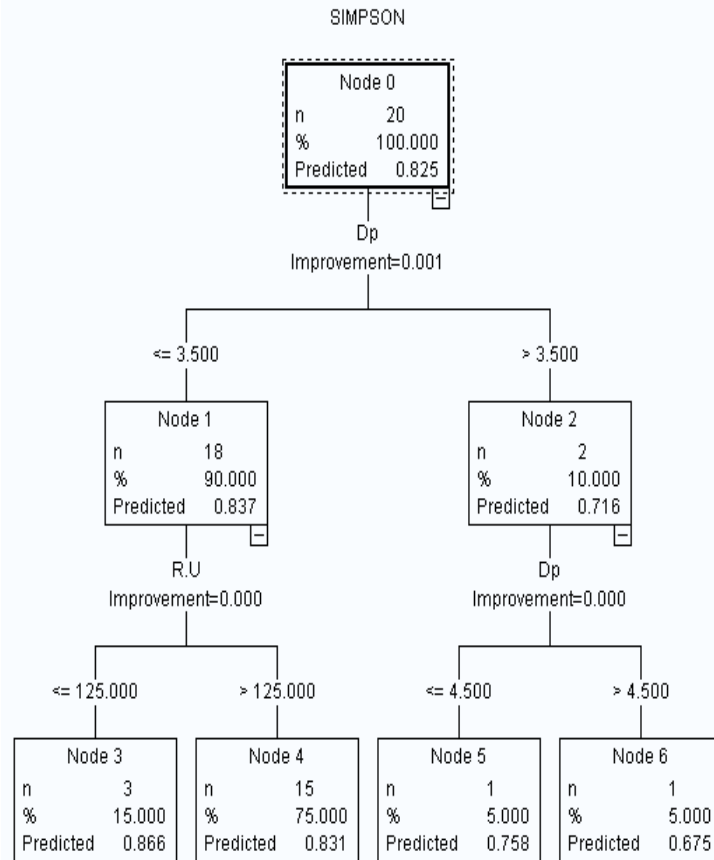 SIMPSON
Node 0
n 20
% 100.000
Predicted 0.825
Dp
Improvement=0.001
<= 3.500
> 3.500
Node 1
n 18
% 90.000
Predicted 0.837
Node 2
n 2
% 10.000
Predicted 0.716
R.U
Improvement=0.000
Dp
Improvement=0.000
<= 125.000
> 125.000
<= 4.500
> 4.500
Node 3
n 3
% 15.000
Predicted 0.866
Node 4
n 15
% 75.000
Predicted 0.831
Node 5
n 1
% 5.000
Predicted 0.758
Node 6
n 1
% 5.000
Predicted 0.675